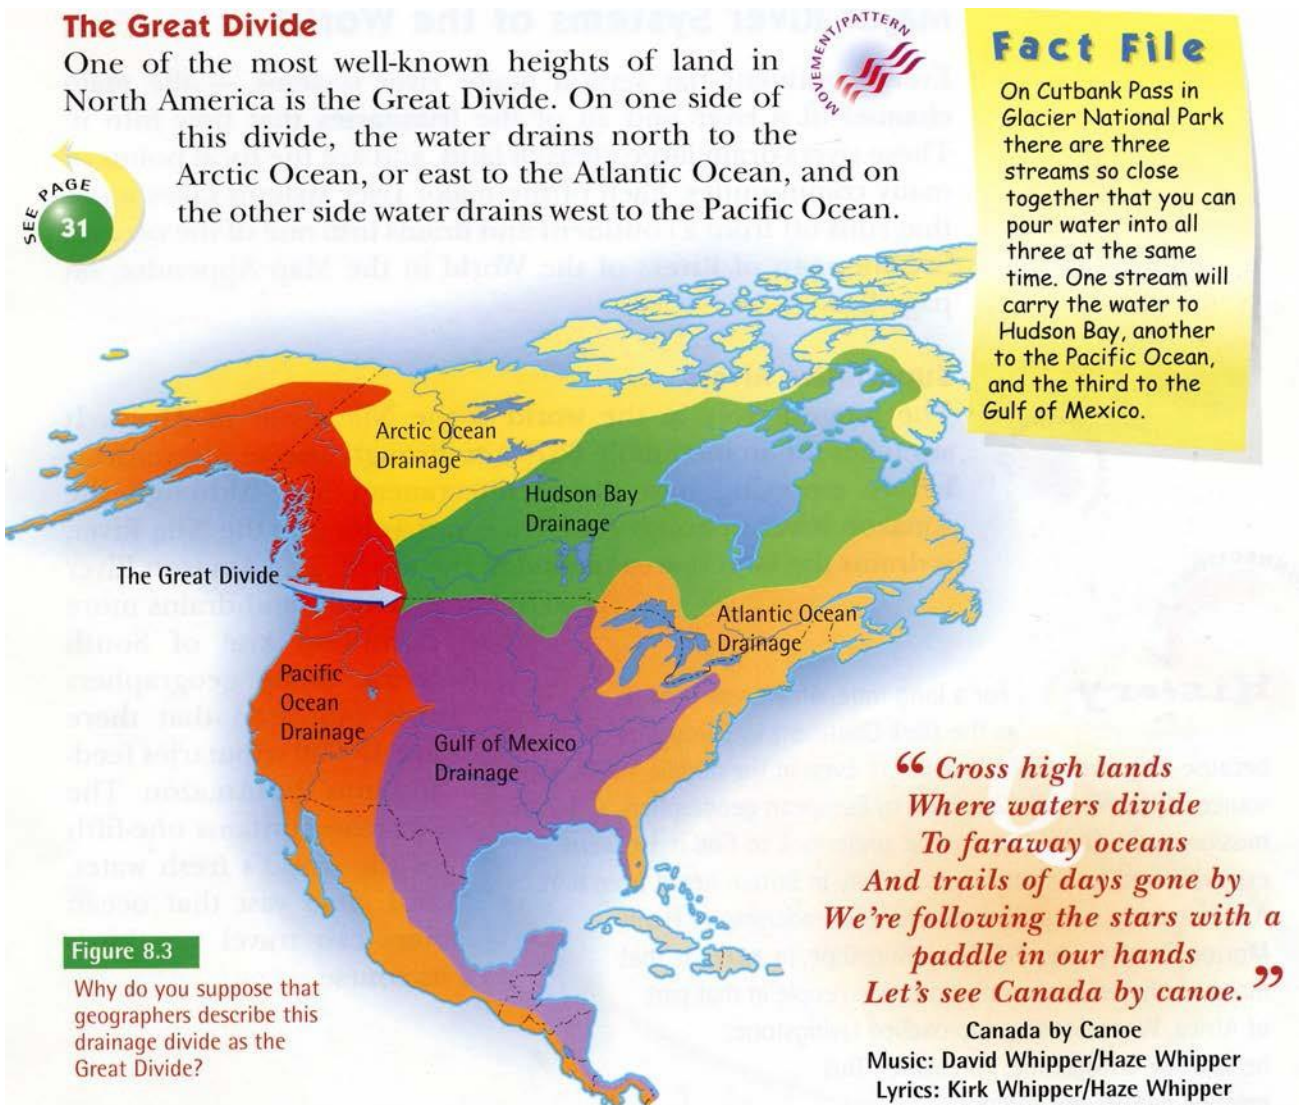 The Great Divide
One of the most well-known heights of land in
North America is the Great Divide. On one side of
this divide, the water drains north to the
Arctic Ocean, or east to the Atlantic Ocean, and on
the other side water drains west to the Pacific Ocean.
MOVEMENT/PATTERN
SEE PAGE
31
Fact File
On Cutbank Pass in
Glacier National Park
there are three
streams so close
together that you can
pour water into all
three at the same
time. One stream will
carry the water to
Hudson Bay, another
to the Pacific Ocean,
and the third to the
Gulf of Mexico.
Arctic Ocean
Drainage
Hudson Bay
Drainage
The Great Divide
Atlantic Ocean
Drainage
Pacific
Ocean
Drainage
Gulf of Mexico
Drainage
Figure 8.3
Why do you suppose that
geographers describe this
drainage divide as the
Great Divide?
“Cross high lands
Where waters divide
To faraway oceans
And trails of days gone by
We're following the stars with a
paddle in our hands
Let's see Canada by canoe.”
Canada by Canoe
Music: David Whipper/Haze Whipper
Lyrics: Kirk Whipper/Haze Whipper